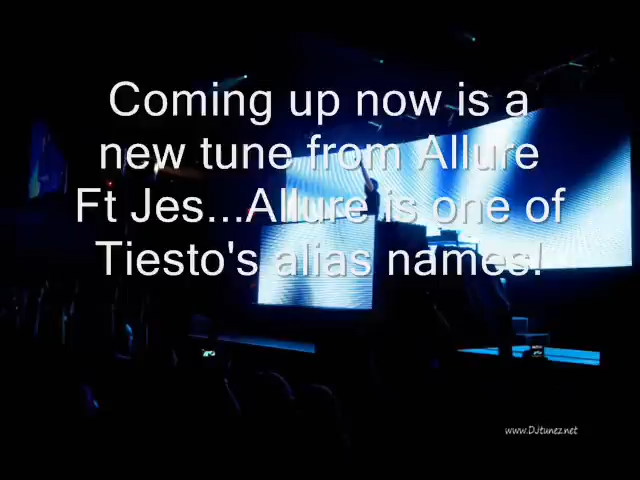 Coming up now is a
new tune from Allure
Ft Jes...Allure is one of
Tiesto's alias names!
www.DJtunez.net